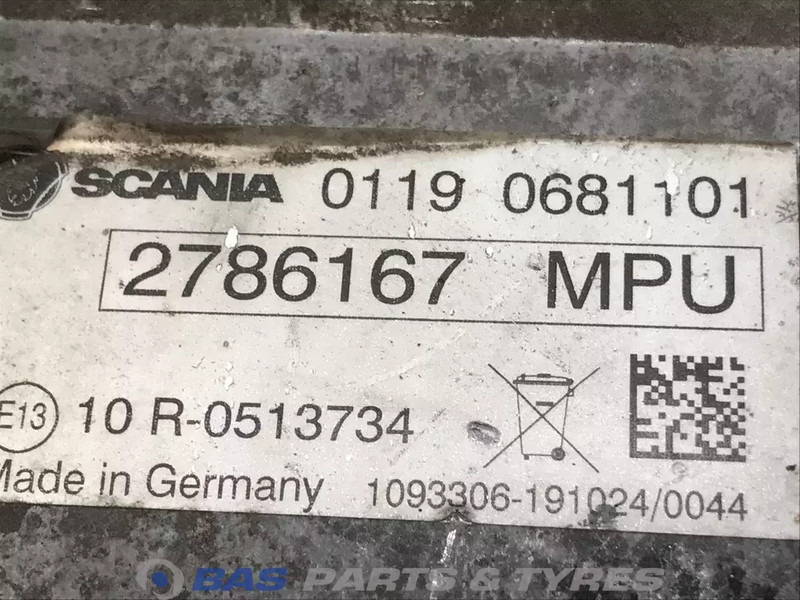 SCANIA 0119 0681101
2786167 MPU
E13 10 R-0513734
Made in Germany 1093306-191024/0044
BAS PARTS & TYRES